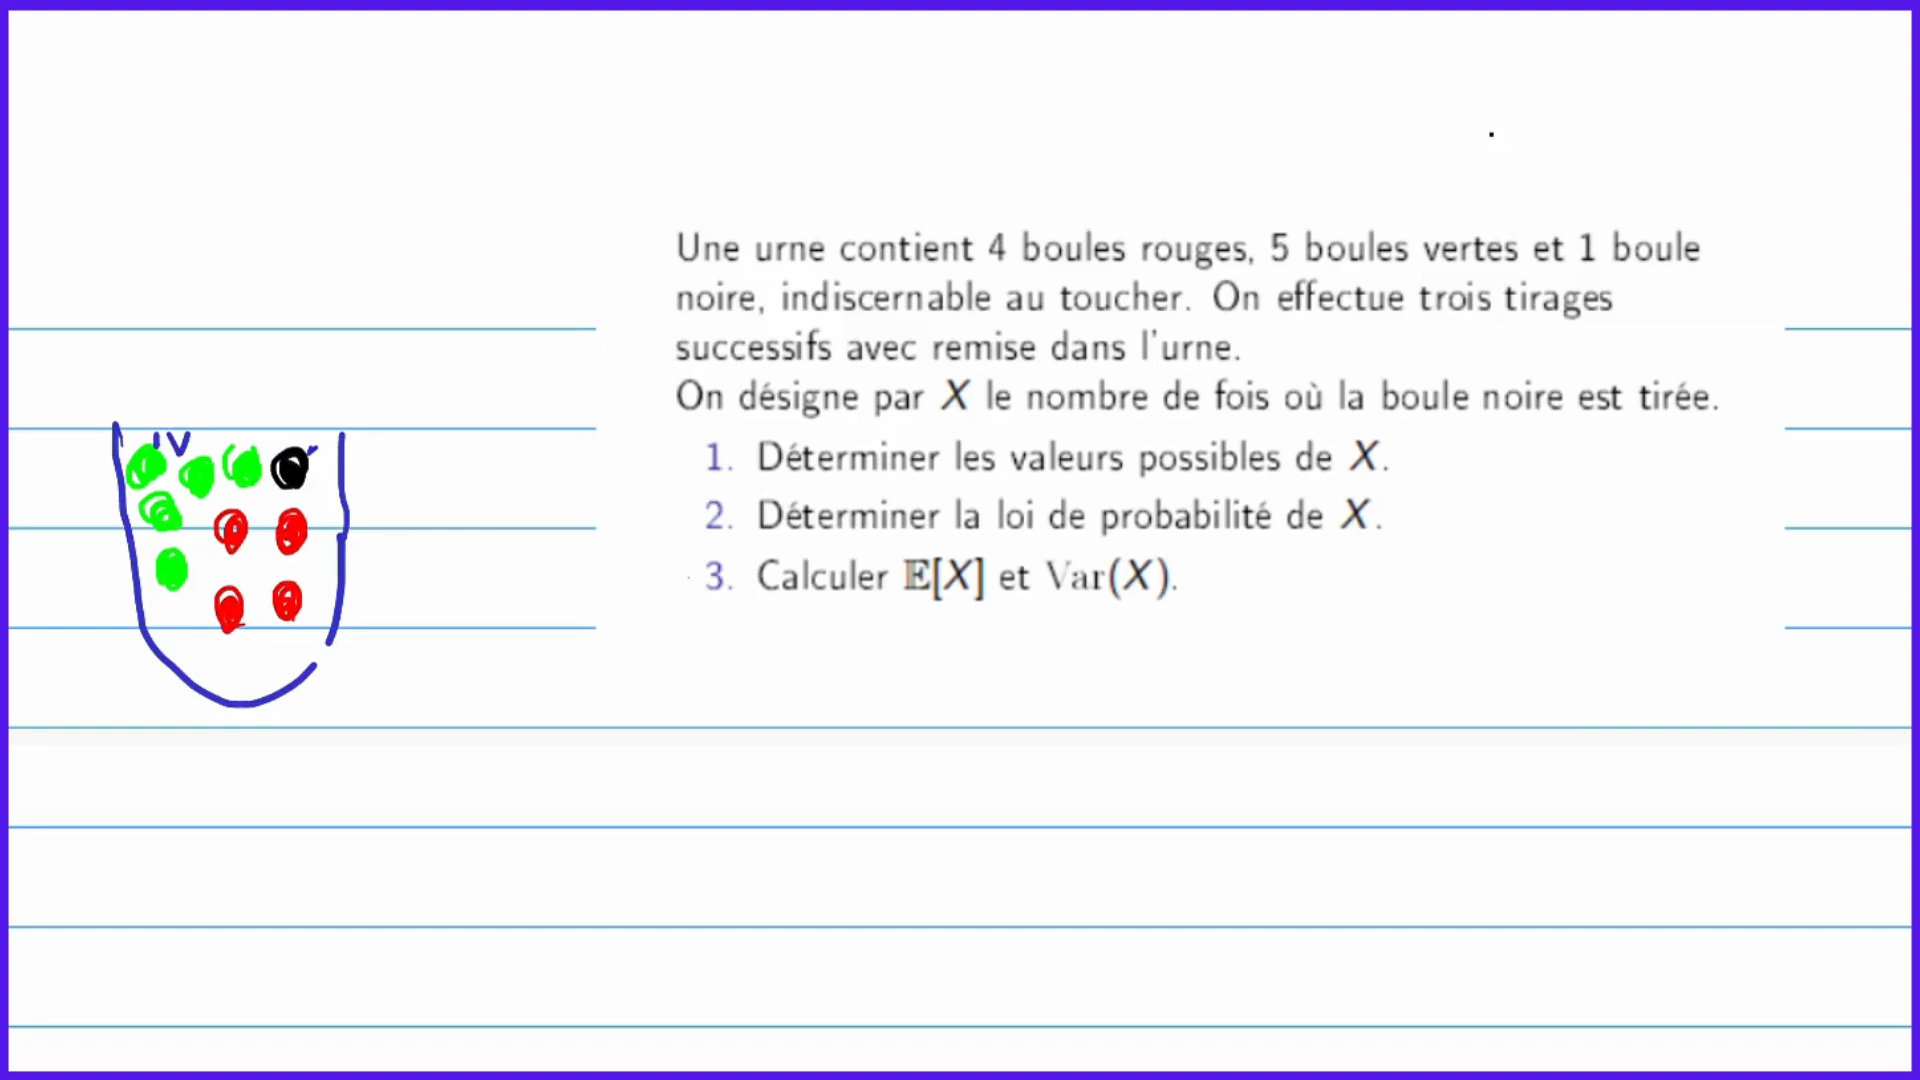 Une urne contient 4 boules rouges, 5 boules vertes et 1 boule
noire, indiscernable au toucher. On effectue trois tirages
successifs avec remise dans l'urne.
On désigne par X le nombre de fois où la boule noire est tirée.
1. Déterminer les valeurs possibles de X.
2. Déterminer la loi de probabilité de X.
3. Calculer 𝔼[X] et Var(X).